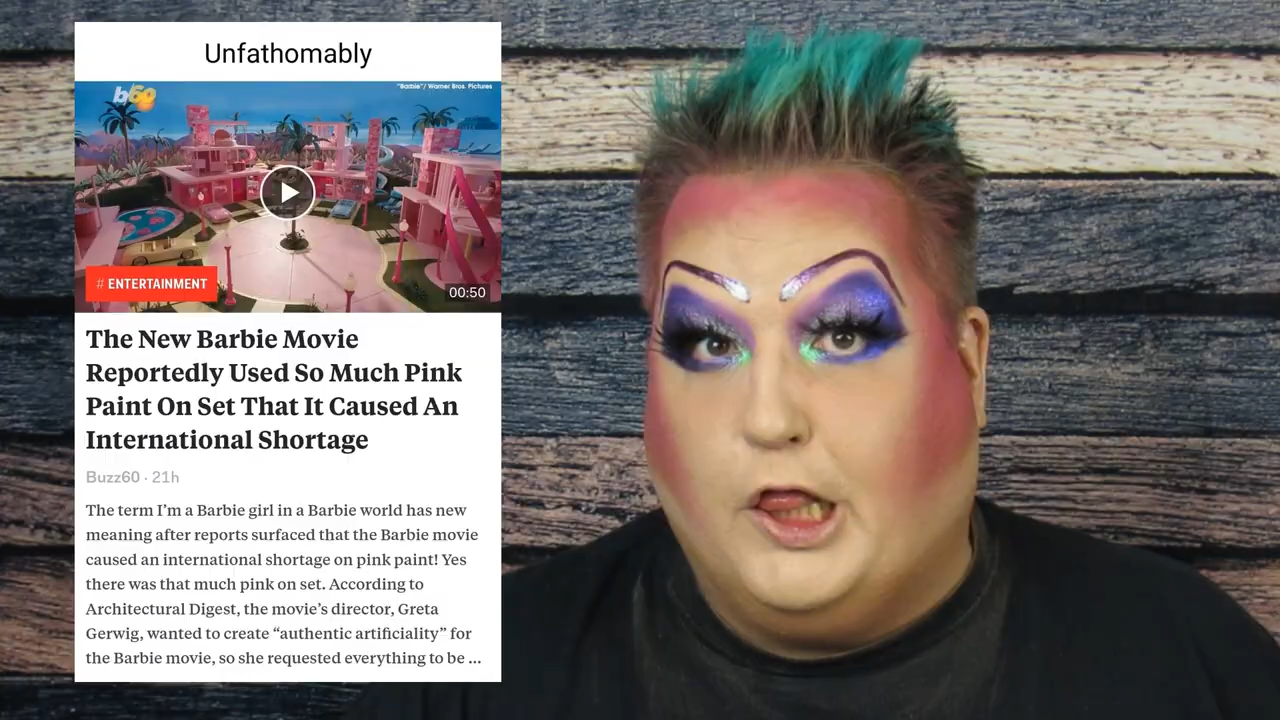 Unfathomably
b60
"Barbie"/ Warner Bros. Pictures
# ENTERTAINMENT
00:50
The New Barbie Movie
Reportedly Used So Much Pink
Paint On Set That It Caused An
International Shortage
Buzz60 · 21h
The term I’m a Barbie girl in a Barbie world has new
meaning after reports surfaced that the Barbie movie
caused an international shortage on pink paint! Yes
there was that much pink on set. According to
Architectural Digest, the movie’s director, Greta
Gerwig, wanted to create “authentic artificiality” for
the Barbie movie, so she requested everything to be ...